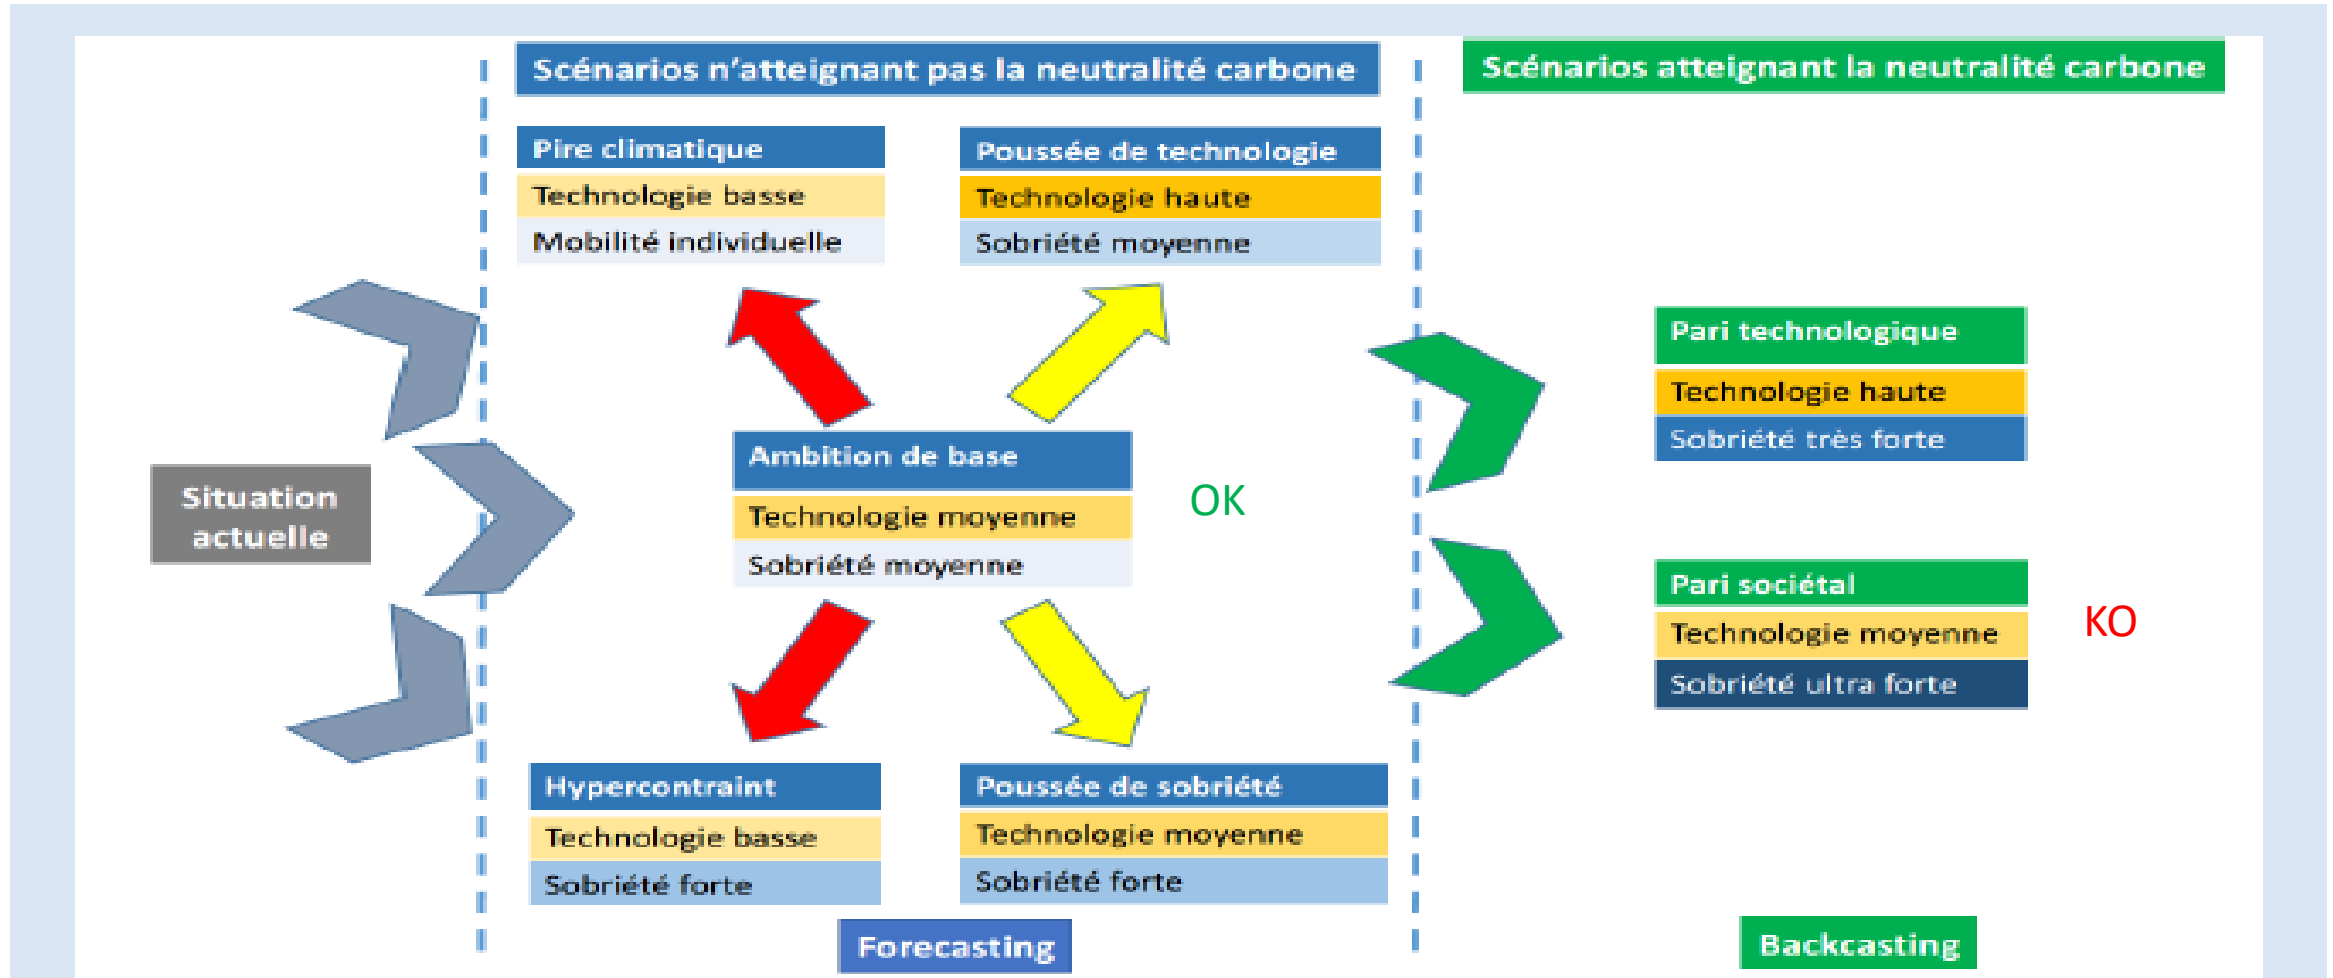 Scénarios n'atteignant pas la neutralité carbone
Scénarios atteignant la neutralité carbone
Pire climatique
Technologie basse
Mobilité individuelle
Poussée de technologie
Technologie haute
Sobriété moyenne
Situation
actuelle
Ambition de base
Technologie moyenne
Sobriété moyenne
OK
Pari technologique
Technologie haute
Sobriété très forte
Pari sociétal
Technologie moyenne
Sobriété ultra forte
KO
Hypercontraint
Technologie basse
Sobriété forte
Poussée de sobriété
Technologie moyenne
Sobriété forte
Forecasting
Backcasting